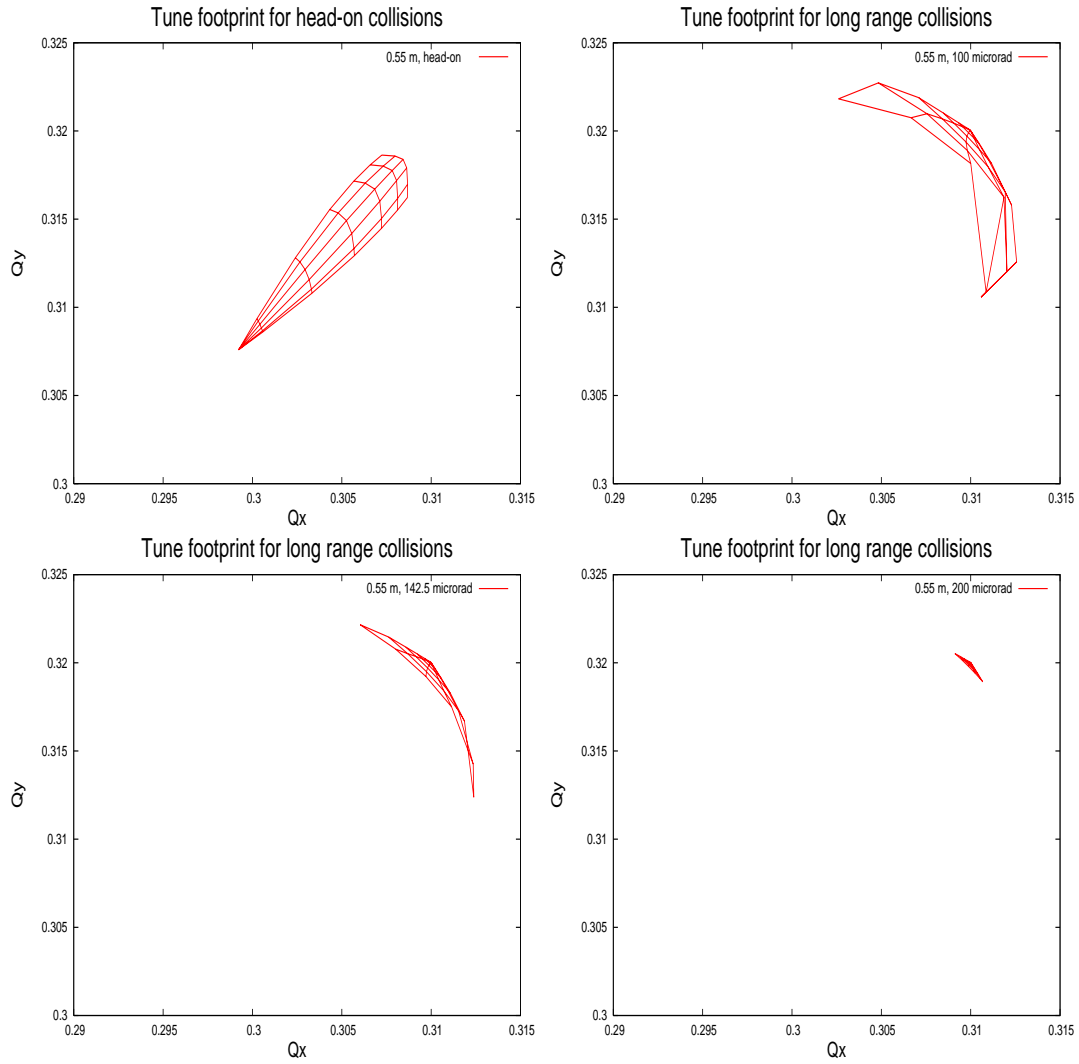 Tune footprint for head-on collisions
0.325
0.55 m, head-on
0.32
0.315
Qy
0.31
0.305
0.3
0.29 0.295 0.3 0.305 0.31 0.315
Qx
Tune footprint for long range collisions
0.325
0.55 m, 100 microrad
0.32
0.315
Qy
0.31
0.305
0.3
0.29 0.295 0.3 0.305 0.31 0.315
Qx
Tune footprint for long range collisions
0.325
0.55 m, 142.5 microrad
0.32
0.315
Qy
0.31
0.305
0.3
0.29 0.295 0.3 0.305 0.31 0.315
Qx
Tune footprint for long range collisions
0.325
0.55 m, 200 microrad
0.32
0.315
Qy
0.31
0.305
0.3
0.29 0.295 0.3 0.305 0.31 0.315
Qx